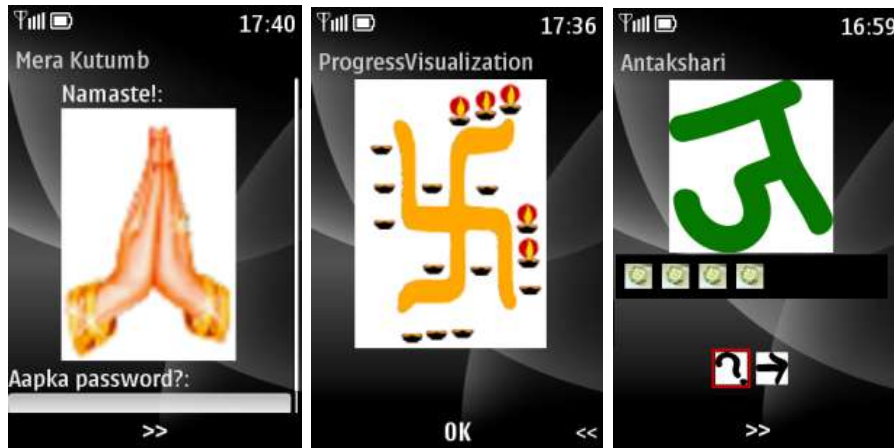 17:40
Mera Kutumb
Namaste!:
Aapka password?:
>>
17:36
ProgressVisualization
OK <<
16:59
Antakshari
ज
?
>>